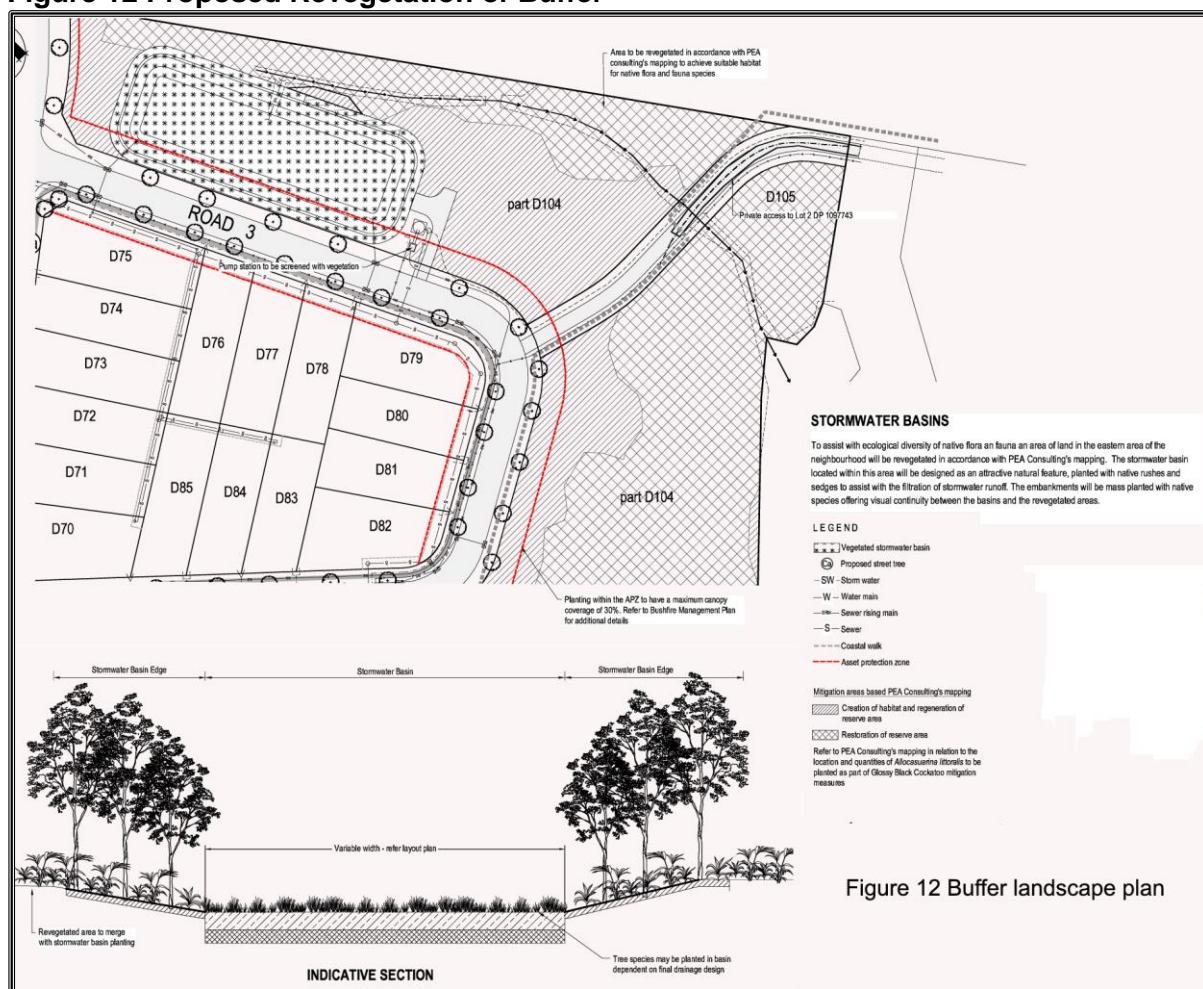 Figure 12 Proposed Revegetation of Buffer
Area to be revegetated in accordance with PEA
consulting's mapping to achieve suitable habitat
for native flora and fauna species
part D104
D105
Private access to Lot 2 DP 1097743
ROAD 3
Pump station to be screened with vegetation
D75
D74
D73
D72
D71
D70
D76
D77
D78
D79
D80
D81
D82
D85
D84
D83
part D104
Planting within the APZ to have a maximum canopy
coverage of 30%. Refer to Bushfire Management Plan
for additional details
STORMWATER BASINS
To assist with ecological diversity of native flora an fauna an area of land in the eastern area of the
neighbourhood will be revegetated in accordance with PEA Consulting's mapping. The stormwater basin
located within this area will be designed as an attractive natural feature, planted with native rushes and
sedges to assist with the filtration of stormwater runoff. The embankments will be mass planted with native
species offering visual continuity between the basins and the revegetated areas.
LEGEND
Vegetated stormwater basin
Ca Proposed street tree
SW Storm water
W Water main
Sewer rising main
S Sewer
Coastal walk
Asset protection zone
Mitigation areas based PEA Consulting's mapping
Creation of habitat and regeneration of
reserve area
Restoration of reserve area
Refer to PEA Consulting's mapping in relation to the
location and quantities of Allocasuarina littoralis to be
planted as part of Glossy Black Cockatoo mitigation
measures
Stormwater Basin Edge
Stormwater Basin
Stormwater Basin Edge
Variable width - refer layout plan
Revegetated area to merge
with stormwater basin planting
Tree species may be planted in basin
dependent on final drainage design
INDICATIVE SECTION
Figure 12 Buffer landscape plan